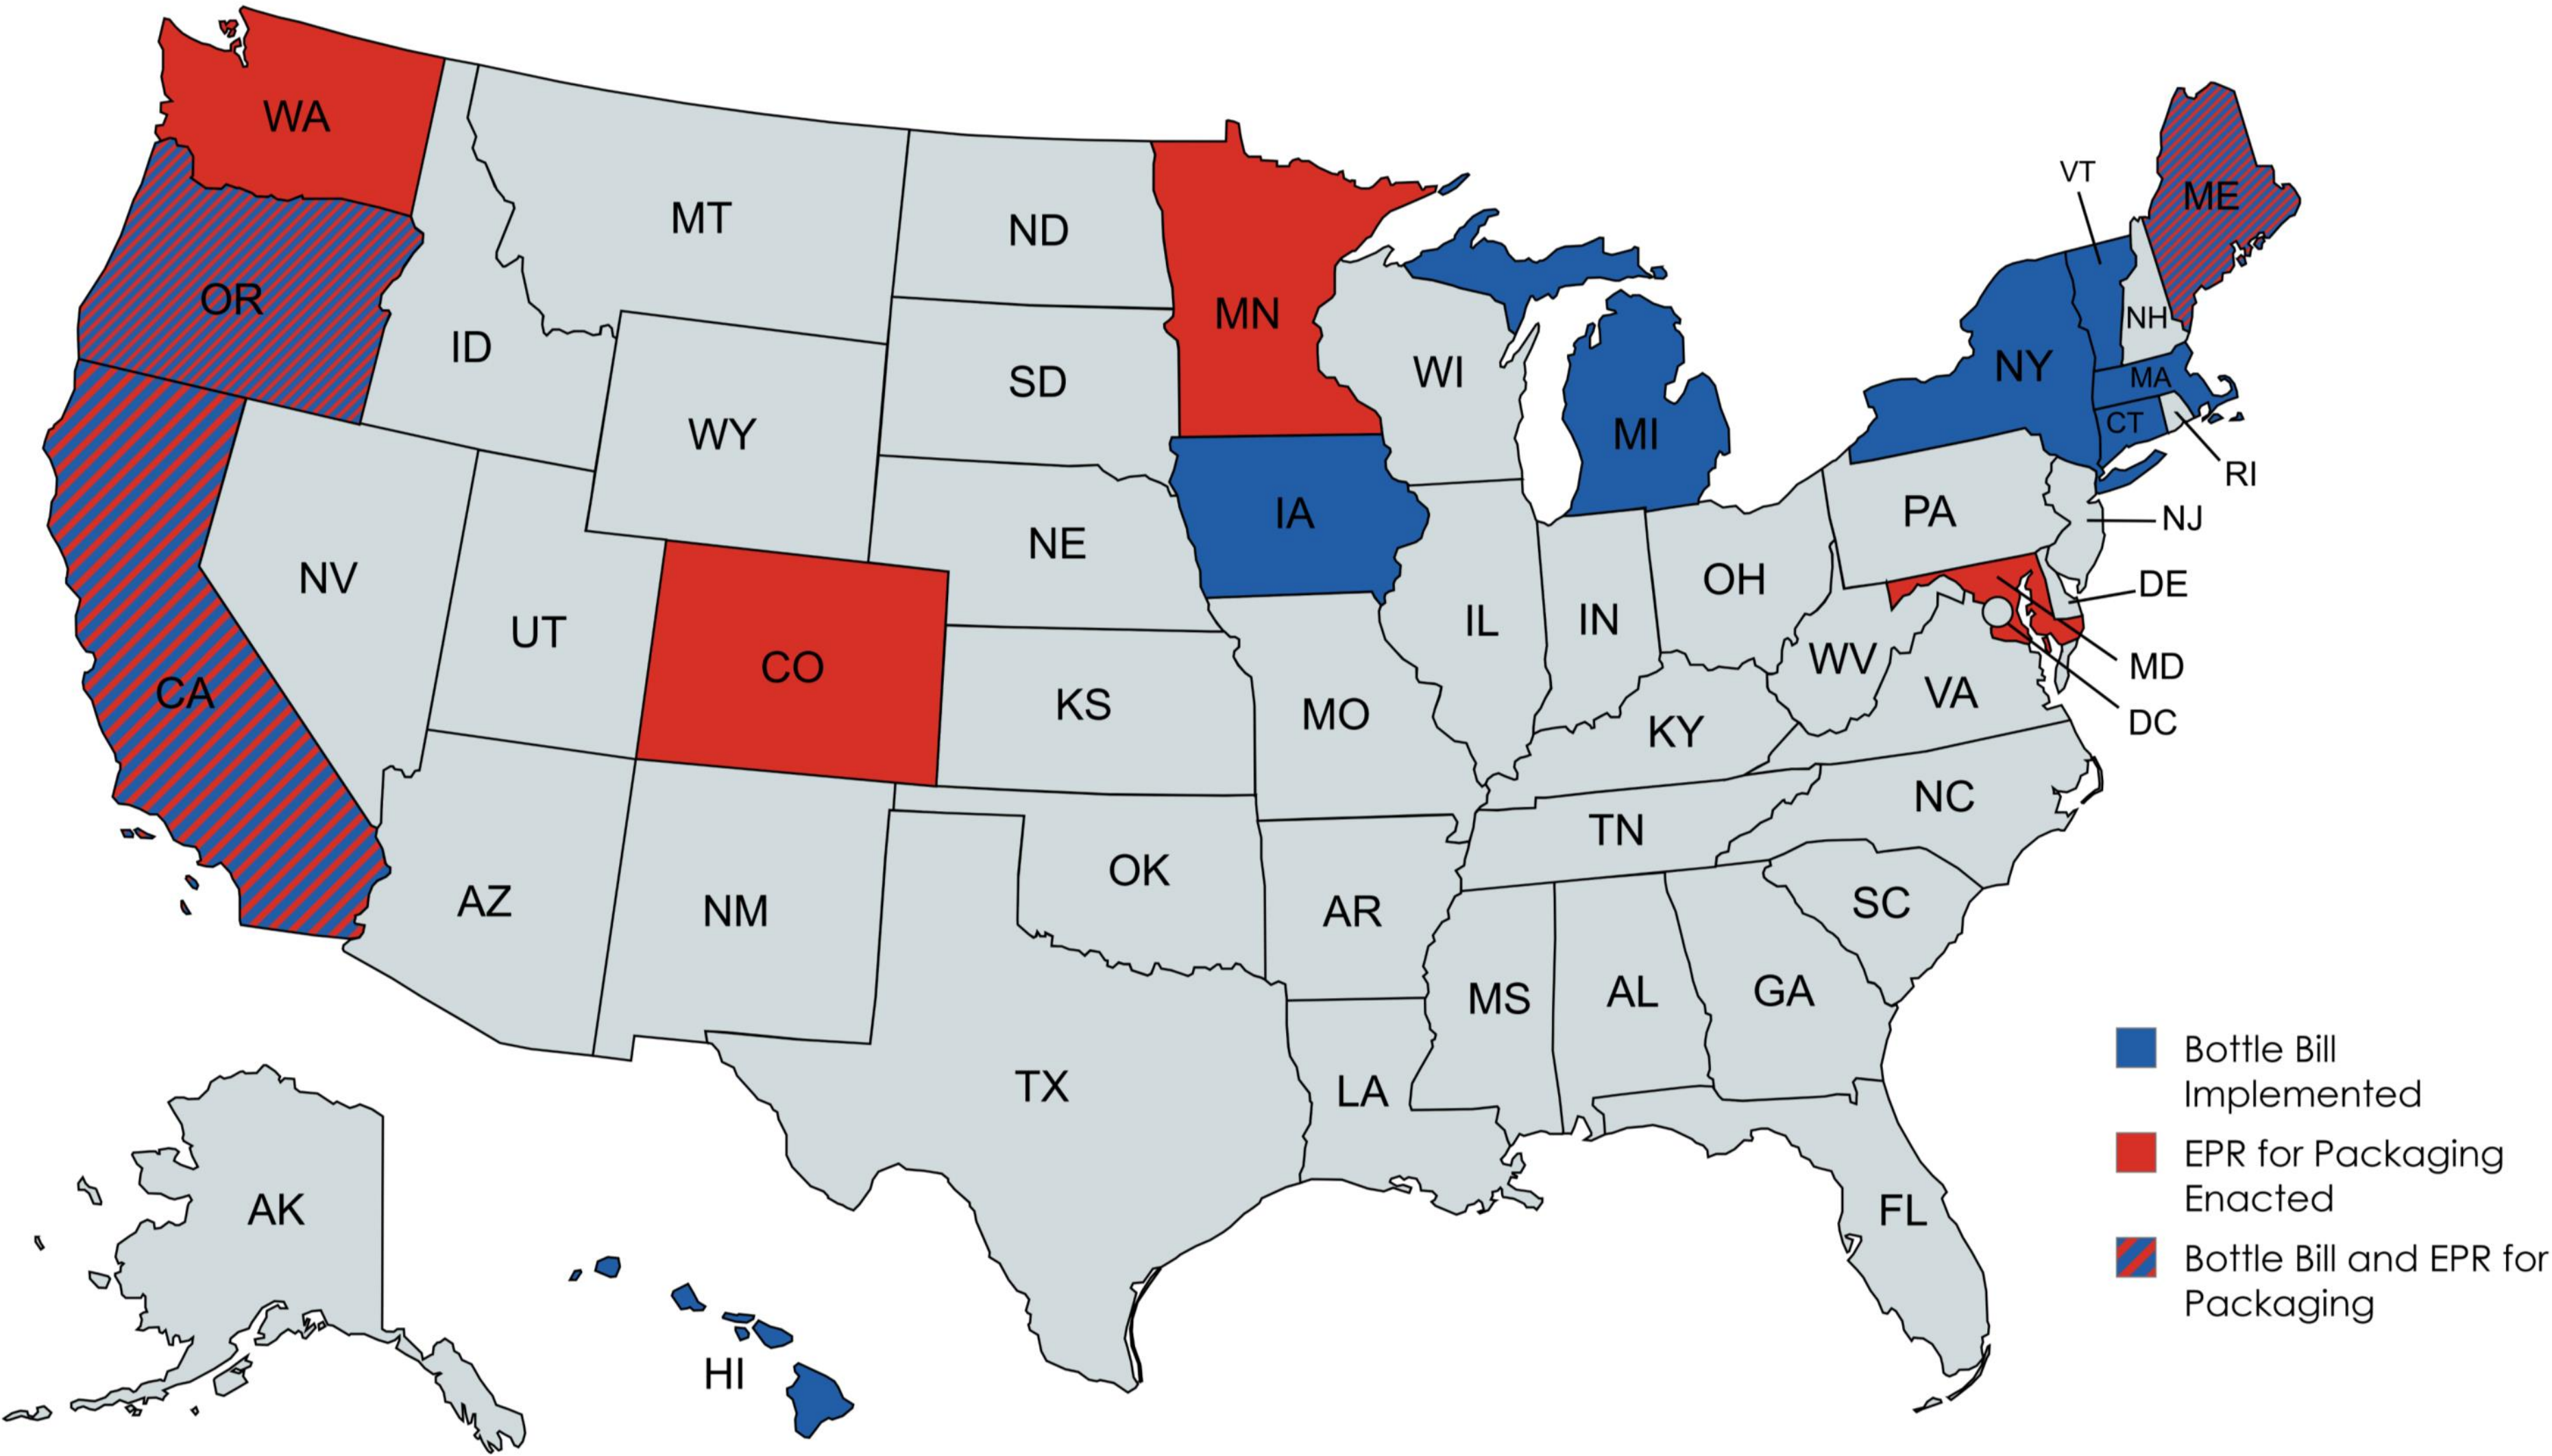 WA
VT
ME
MT
ND
OR
MN
NH
ID
NY
WI
MA
SD
CT
WY
MI
RI
IA
PA
NJ
NE
NV
OH
DE
IL
IN
UT
CO
WV
MD
CA
VA
KS
MO
DC
KY
NC
TN
OK
AZ
NM
AR
SC
MS
AL
GA
Bottle Bill
Implemented
TX
LA
EPR for Packaging
Enacted
AK
FL
Bottle Bill and EPR for
Packaging
HI